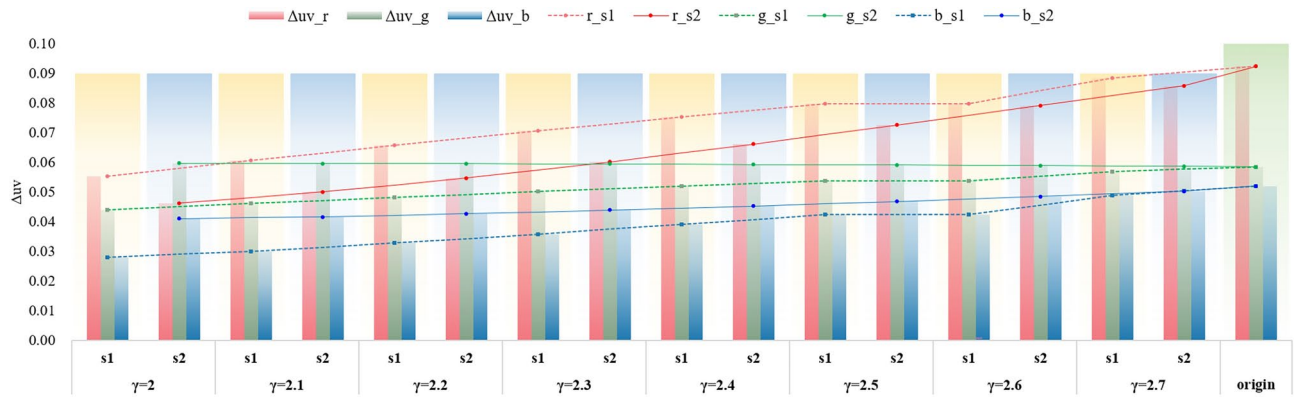 Δuv_r Δuv_g Δuv_b r_s1 r_s2 g_s1 g_s2 b_s1 b_s2
0.10
0.09
0.08
0.07
0.06
0.05
0.04
0.03
0.02
0.01
0.00
Δuv
s1 s2 s1 s2 s1 s2 s1 s2 s1 s2 s1 s2 s1 s2 s1 s2
γ=2 γ=2.1 γ=2.2 γ=2.3 γ=2.4 γ=2.5 γ=2.6 γ=2.7 origin